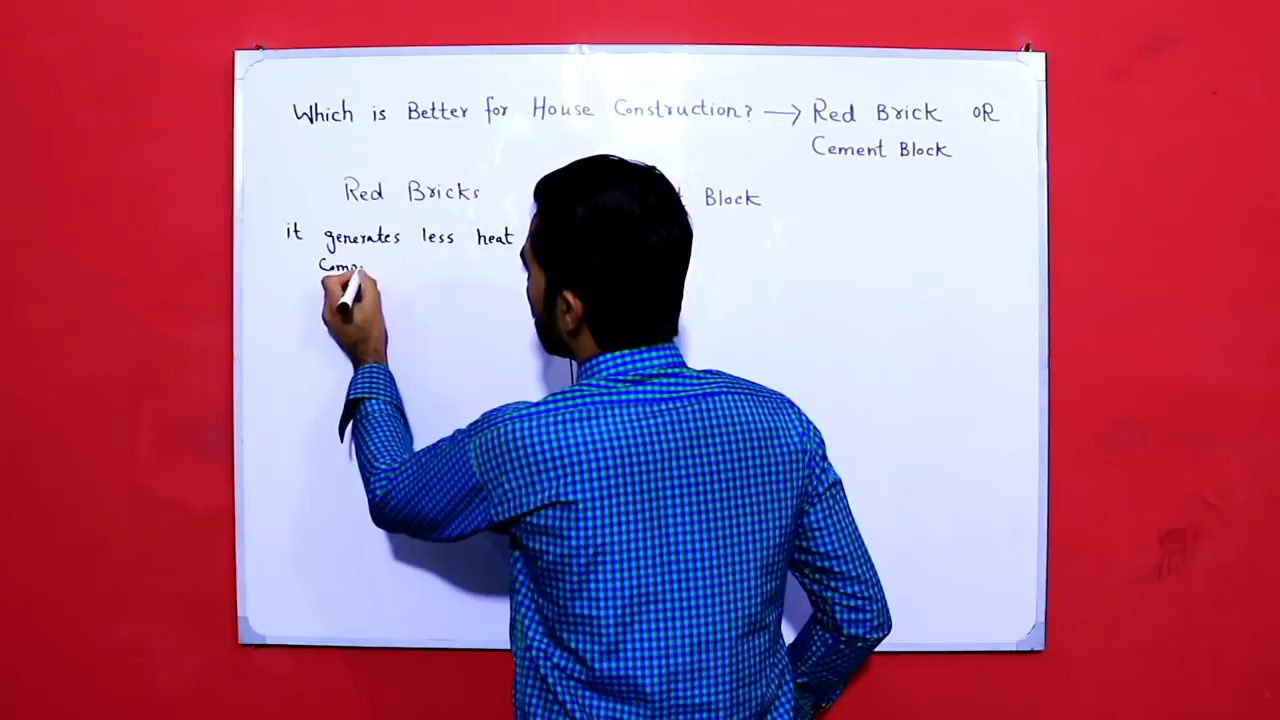 Which is Better for House Construction? → Red Brick OR
Cement Block
Red Bricks Block
it generates less heat